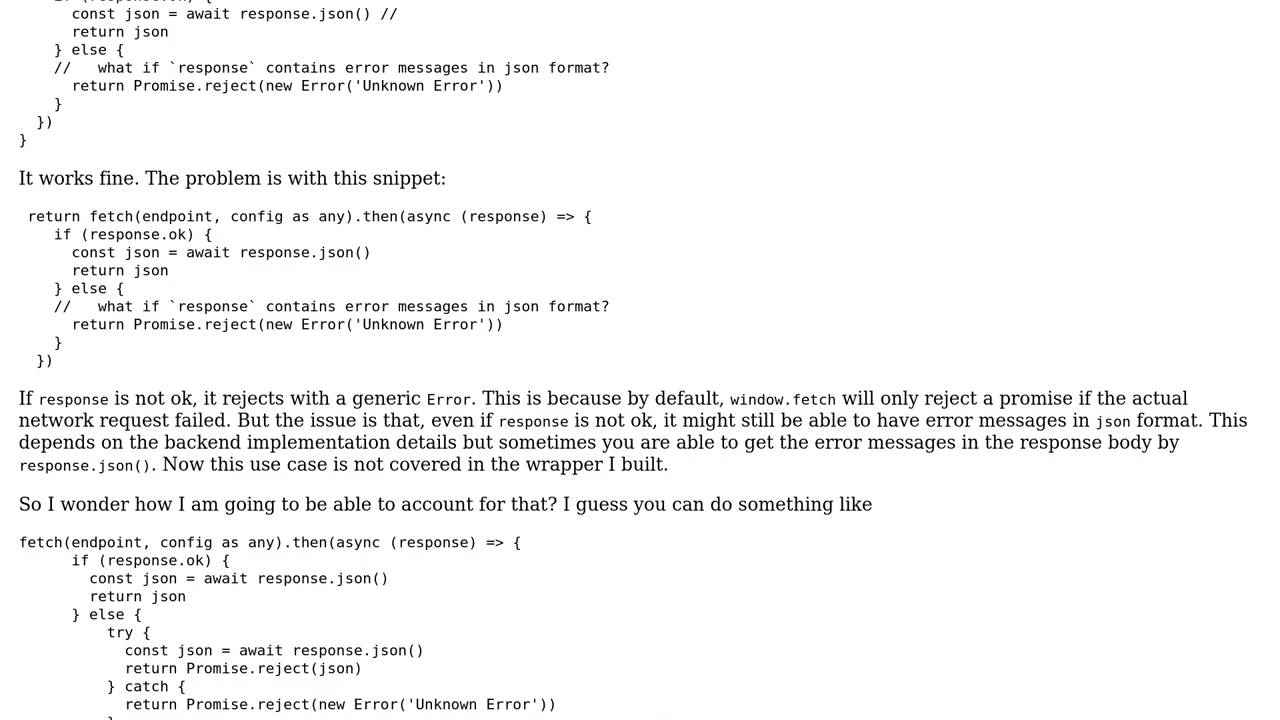 if (response.ok) {
const json = await response.json() //
return json
} else {
//   what if `response` contains error messages in json format?
return Promise.reject(new Error('Unknown Error'))
}
})
}
It works fine. The problem is with this snippet:
return fetch(endpoint, config as any).then(async (response) => {
if (response.ok) {
const json = await response.json()
return json
} else {
//   what if `response` contains error messages in json format?
return Promise.reject(new Error('Unknown Error'))
}
})
If response is not ok, it rejects with a generic Error. This is because by default, window.fetch will only reject a promise if the actual
network request failed. But the issue is that, even if response is not ok, it might still be able to have error messages in json format. This
depends on the backend implementation details but sometimes you are able to get the error messages in the response body by
response.json(). Now this use case is not covered in the wrapper I built.
So I wonder how I am going to be able to account for that? I guess you can do something like
fetch(endpoint, config as any).then(async (response) => {
if (response.ok) {
const json = await response.json()
return json
} else {
try {
const json = await response.json()
return Promise.reject(json)
} catch {
return Promise.reject(new Error('Unknown Error'))
}